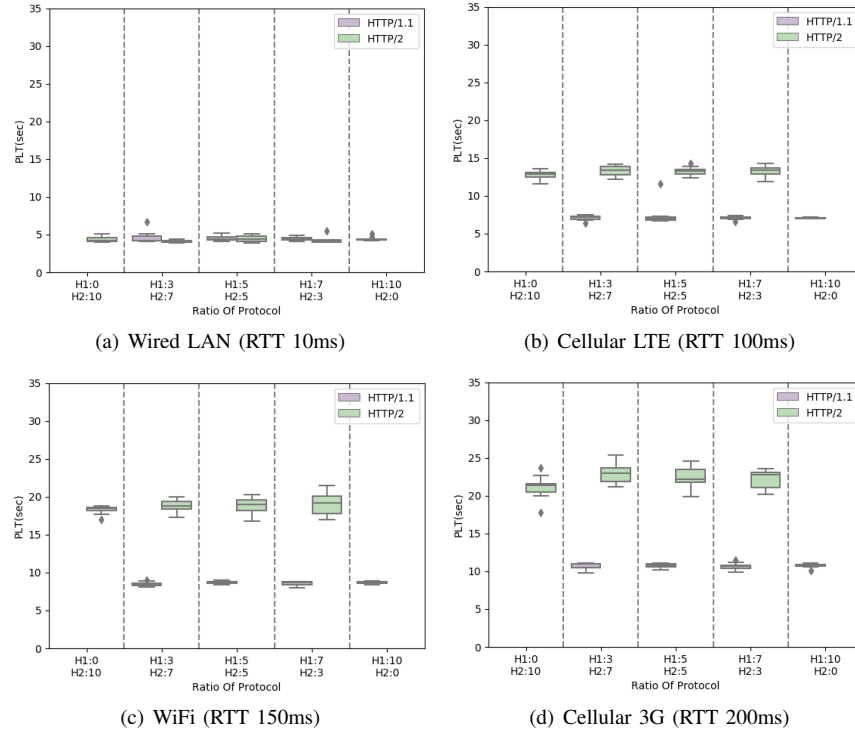 35
30
25
20
15
10
5
0
PLT(sec)
HTTP/1.1
HTTP/2
H1:0 H1:3 H1:5 H1:7 H1:10
H2:10 H2:7 H2:5 H2:3 H2:0
Ratio Of Protocol
(a) Wired LAN (RTT 10ms)
35
30
25
20
15
10
5
0
PLT(sec)
HTTP/1.1
HTTP/2
H1:0 H1:3 H1:5 H1:7 H1:10
H2:10 H2:7 H2:5 H2:3 H2:0
Ratio Of Protocol
(b) Cellular LTE (RTT 100ms)
35
30
25
20
15
10
5
0
PLT(sec)
HTTP/1.1
HTTP/2
H1:0 H1:3 H1:5 H1:7 H1:10
H2:10 H2:7 H2:5 H2:3 H2:0
Ratio Of Protocol
(c) WiFi (RTT 150ms)
35
30
25
20
15
10
5
0
PLT(sec)
HTTP/1.1
HTTP/2
H1:0 H1:3 H1:5 H1:7 H1:10
H2:10 H2:7 H2:5 H2:3 H2:0
Ratio Of Protocol
(d) Cellular 3G (RTT 200ms)